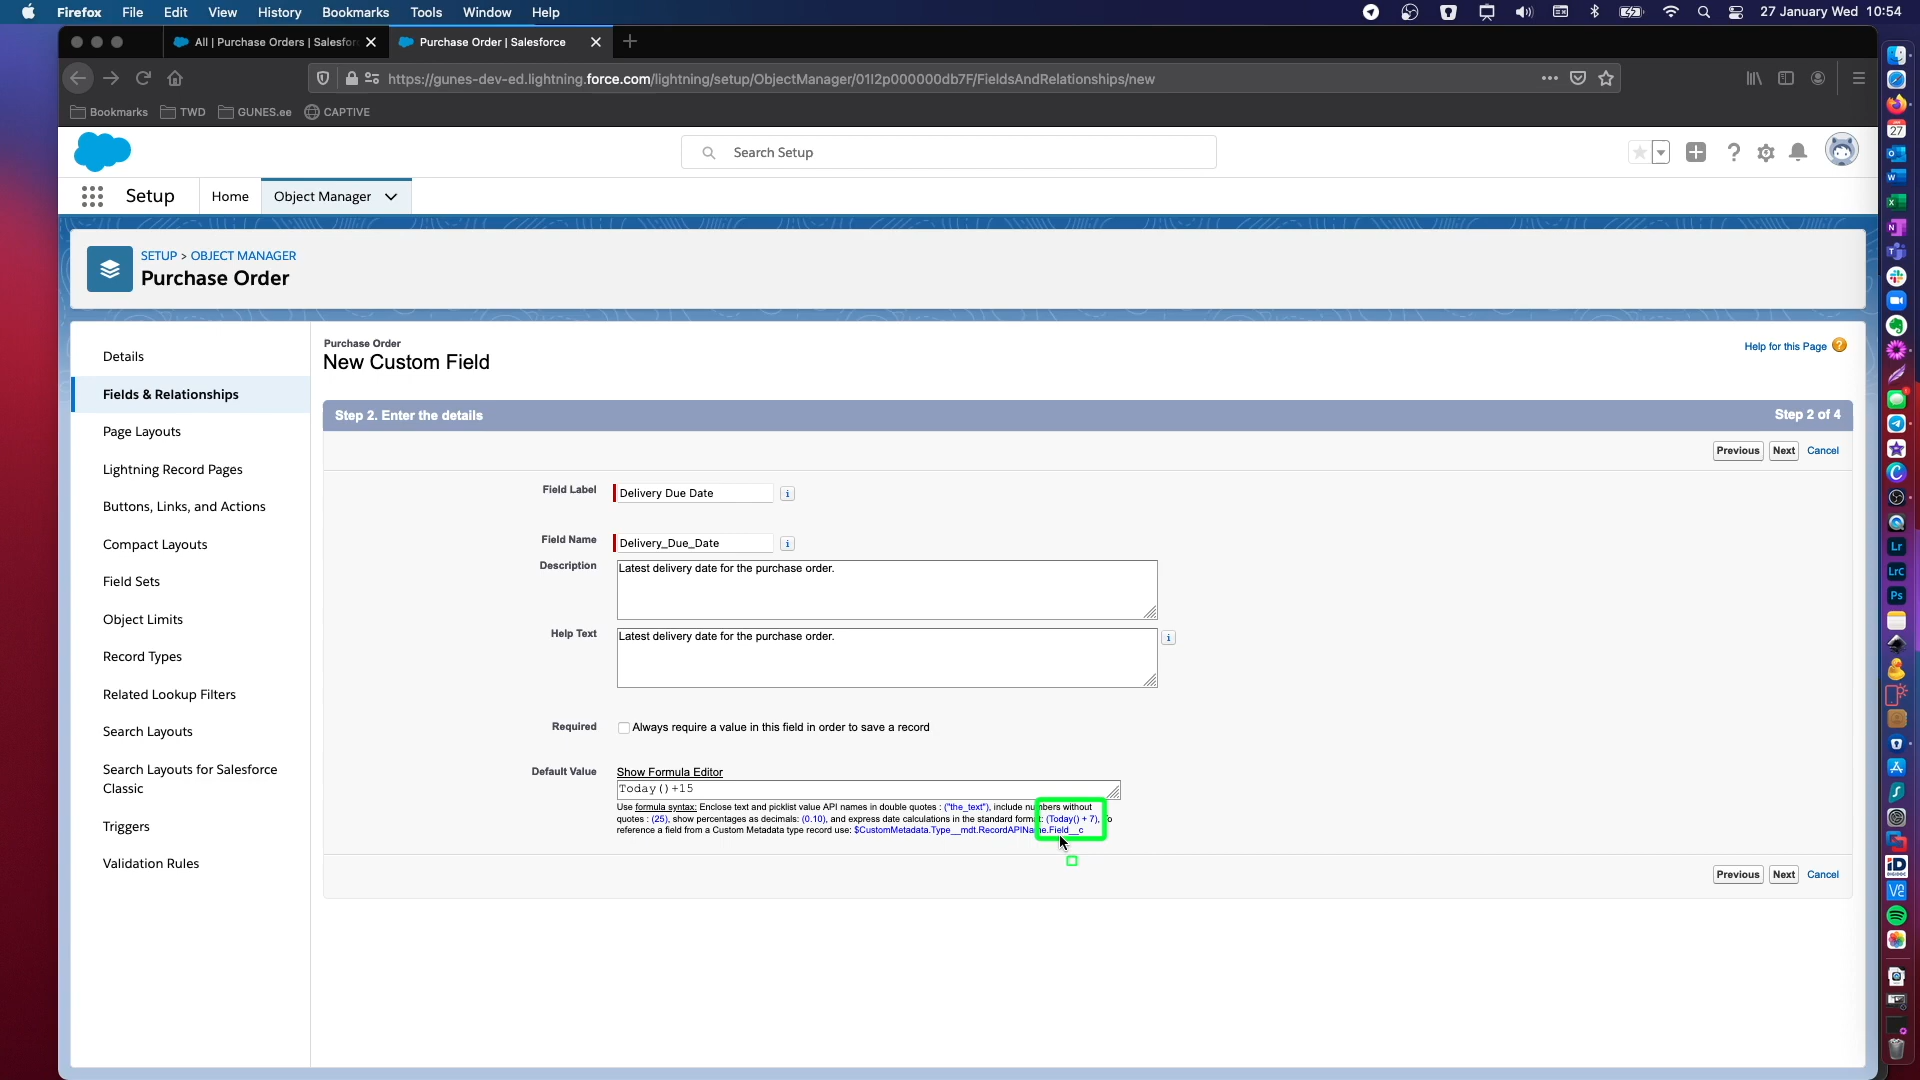 Firefox File Edit View History Bookmarks Tools Window Help
27 January Wed 10:54
All | Purchase Orders | Salesfor
Purchase Order | Salesforce
https://gunes-dev-ed.lightning.force.com/lightning/setup/ObjectManager/01I2p000000db7F/FieldsAndRelationships/new
Bookmarks TWD GUNES.ee CAPTIVE
Search Setup
Setup Home Object Manager
SETUP > OBJECT MANAGER
Purchase Order
Details
Fields & Relationships
Page Layouts
Lightning Record Pages
Buttons, Links, and Actions
Compact Layouts
Field Sets
Object Limits
Record Types
Related Lookup Filters
Search Layouts
Search Layouts for Salesforce
Classic
Triggers
Validation Rules
Purchase Order
New Custom Field
Help for this Page
Step 2. Enter the details
Step 2 of 4
Previous Next Cancel
Field Label Delivery Due Date
Field Name Delivery_Due_Date
Description Latest delivery date for the purchase order.
Help Text Latest delivery date for the purchase order.
Required Always require a value in this field in order to save a record
Default Value Show Formula Editor
Today()+15
Use formula syntax: Enclose text and picklist value API names in double quotes : ("the_text"), include numbers without
quotes : (25), show percentages as decimals: (0.10), and express date calculations in the standard format: (Today() + 7), To
reference a field from a Custom Metadata type record use: $CustomMetadata.Type__mdt.RecordAPIName.Field__c
Previous Next Cancel
27
Lr
LrC
Ps
iD